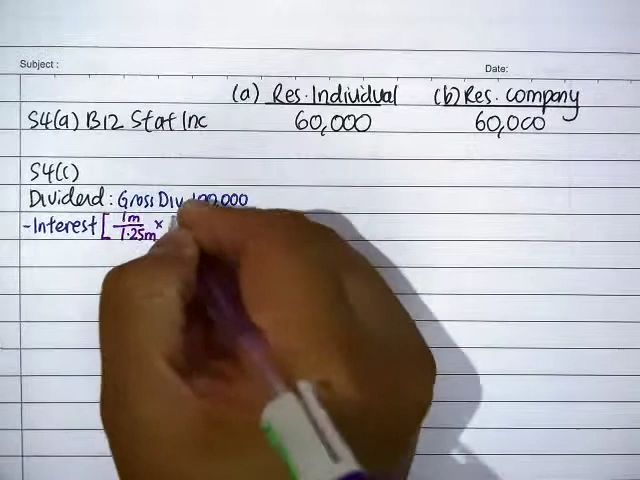 Subject :
Date:
(a) Res. Individual (b) Res. company
S4(a) B12 Stat Inc 60,000 60,000
S4(c)
Dividend : Gross Div 100,000
- Interest [ 1m/1.25m ×